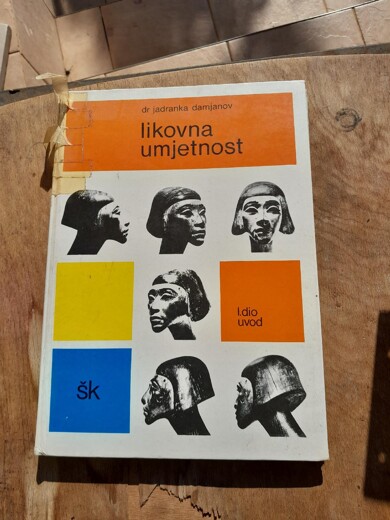 dr jadranka damjanov
likovna
umjetnost
I.dio
uvod
šk